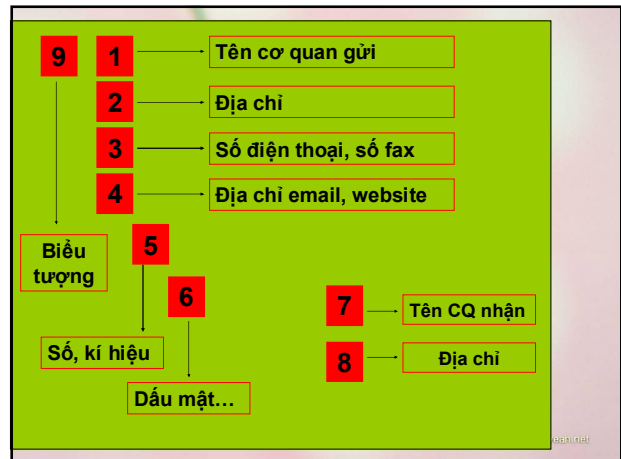 9
1
Tên cơ quan gửi
2
Địa chỉ
3
Số điện thoại, số fax
4
Địa chỉ email, website
Biểu
tượng
5
6
Số, kí hiệu
Dấu mật…
7
Tên CQ nhận
8
Địa chỉ